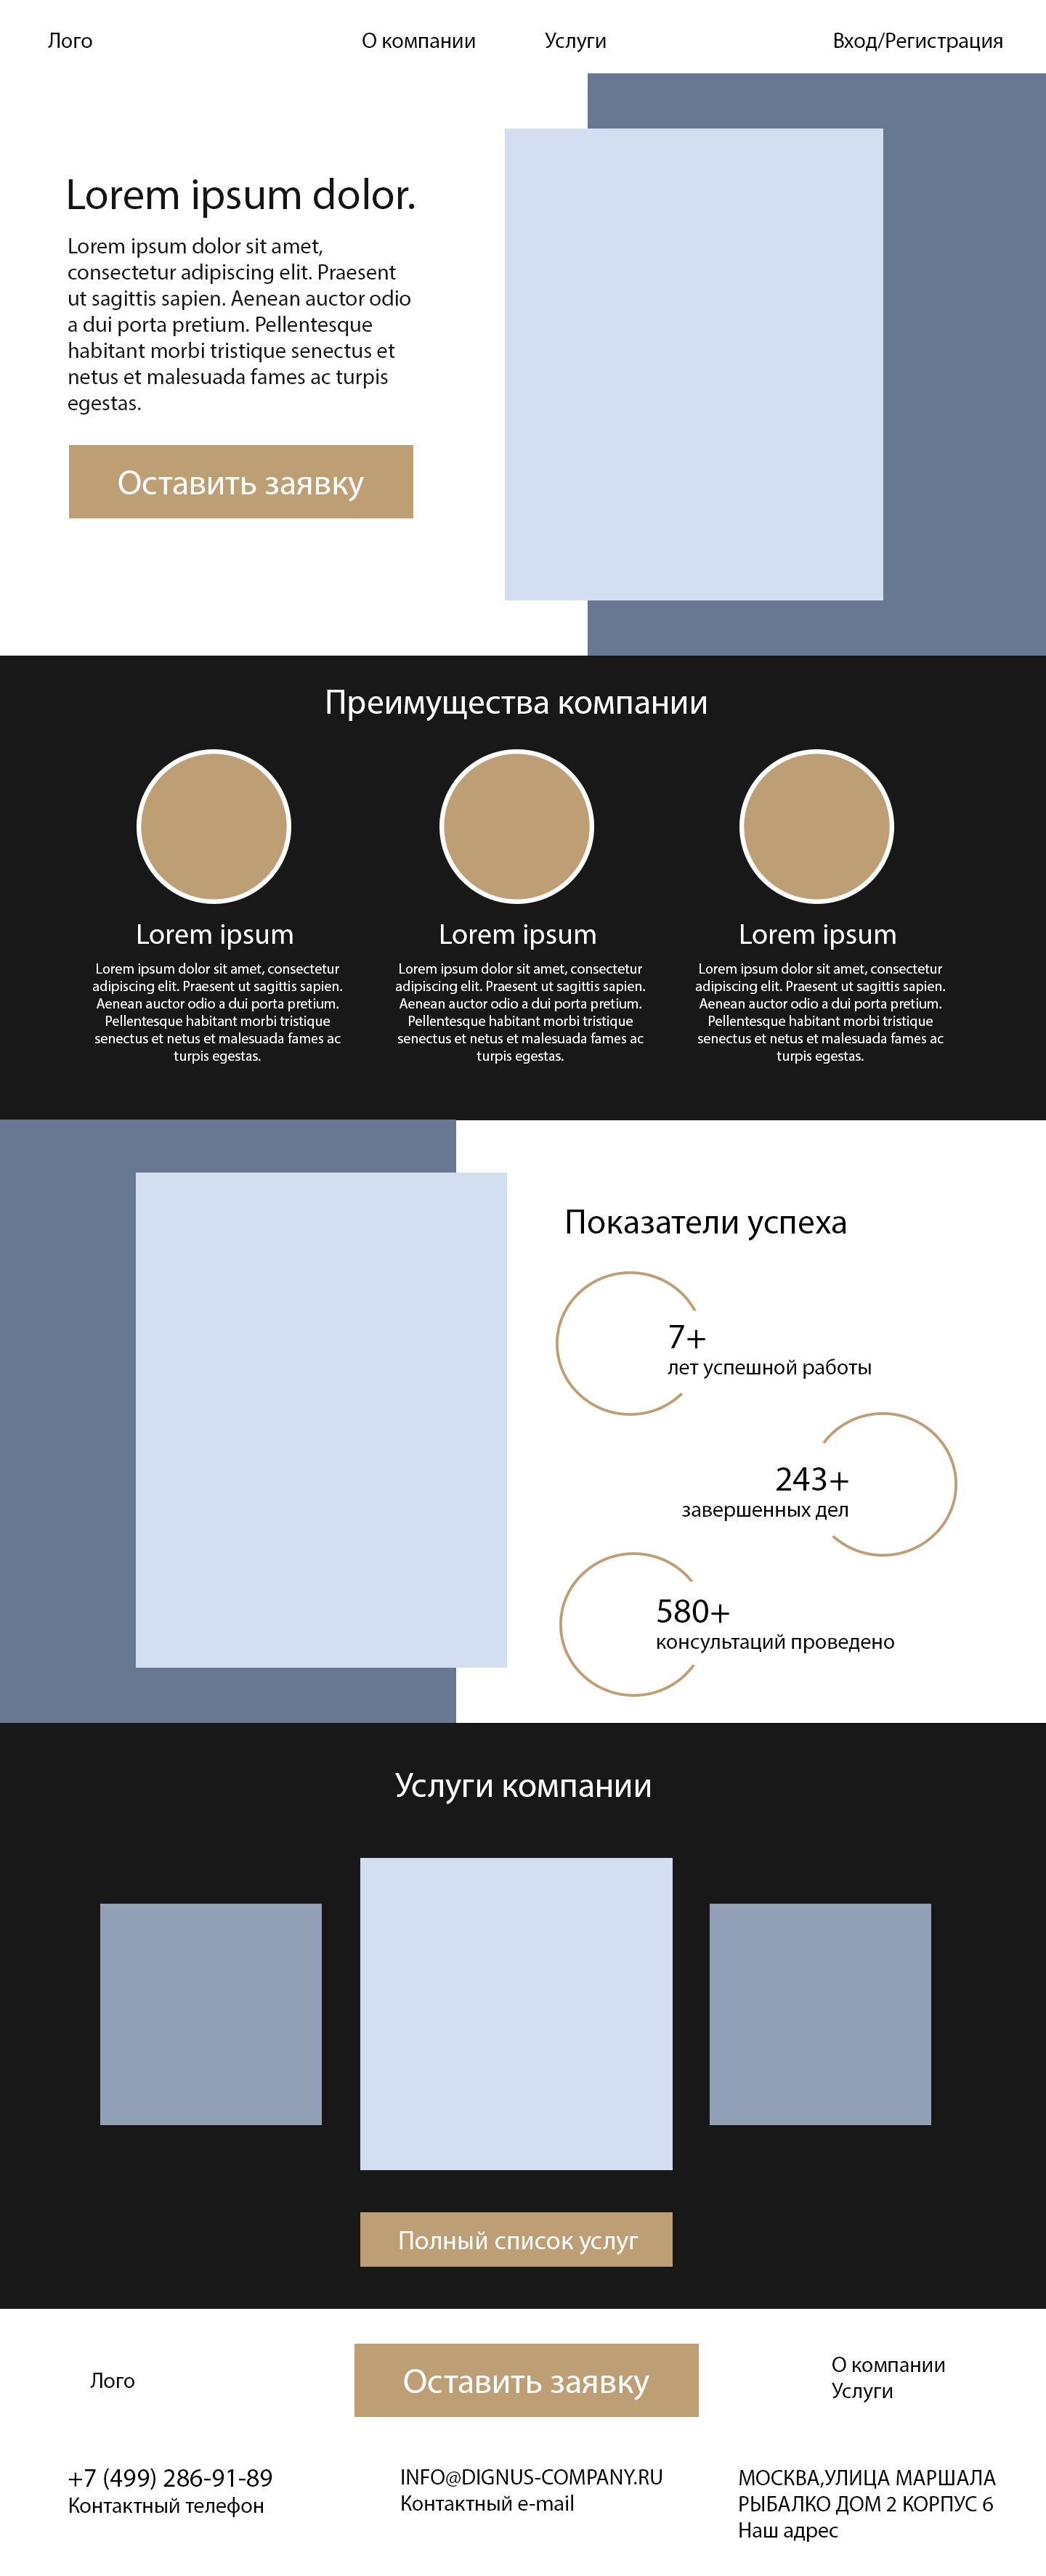 Лого
О компании
Услуги
Вход/Регистрация
Lorem ipsum dolor.
Lorem ipsum dolor sit amet,
consectetur adipiscing elit. Praesent
ut sagittis sapien. Aenean auctor odio
a dui porta pretium. Pellentesque
habitant morbi tristique senectus et
netus et malesuada fames ac turpis
egestas.
Оставить заявку
Преимущества компании
Lorem ipsum
Lorem ipsum dolor sit amet, consectetur
adipiscing elit. Praesent ut sagittis sapien.
Aenean auctor odio a dui porta pretium.
Pellentesque habitant morbi tristique
senectus et netus et malesuada fames ac
turpis egestas.
Lorem ipsum
Lorem ipsum dolor sit amet, consectetur
adipiscing elit. Praesent ut sagittis sapien.
Aenean auctor odio a dui porta pretium.
Pellentesque habitant morbi tristique
senectus et netus et malesuada fames ac
turpis egestas.
Lorem ipsum
Lorem ipsum dolor sit amet, consectetur
adipiscing elit. Praesent ut sagittis sapien.
Aenean auctor odio a dui porta pretium.
Pellentesque habitant morbi tristique
senectus et netus et malesuada fames ac
turpis egestas.
Показатели успеха
7+
лет успешной работы
243+
завершенных дел
580+
консультаций проведено
Услуги компании
Полный список услуг
Лого
Оставить заявку
О компании
Услуги
+7 (499) 286-91-89
Контактный телефон
INFO@DIGNUS-COMPANY.RU
Контактный e-mail
МОСКВА,УЛИЦА МАРШАЛА
РЫБАЛКО ДОМ 2 КОРПУС 6
Наш адрес